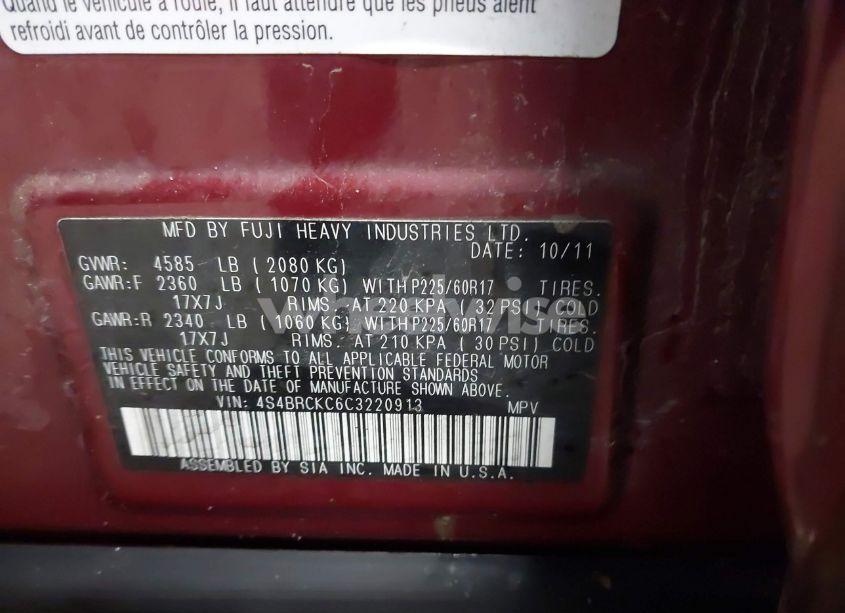 Quand le véhicule a roulé, il faut attendre que les pneus aient
refroidi avant de contrôler la pression.
MFD BY FUJI HEAVY INDUSTRIES LTD.
DATE: 10/11
GVWR: 4585 LB ( 2080 KG)
GAWR:F 2360 LB ( 1070 KG) WITH P225/60R17 TIRES.
17X7J RIMS. AT 220 KPA ( 32 PSI) COLD
GAWR:R 2340 LB ( 1060 KG) WITH P225/60R17 TIRES.
17X7J RIMS. AT 210 KPA ( 30 PSI) COLD
THIS VEHICLE CONFORMS TO ALL APPLICABLE FEDERAL MOTOR
VEHICLE SAFETY AND THEFT PREVENTION STANDARDS
IN EFFECT ON THE DATE OF MANUFACTURE SHOWN ABOVE.
VIN: 4S4BRCKC6C3220913 MPV
ASSEMBLED BY SIA INC. MADE IN U.S.A.
wheelwise